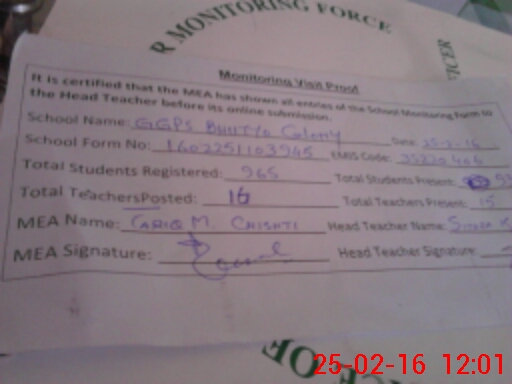 R MONITORING FORCE
Monitoring Visit Proof
It is certified that the MEA has shown all entries of the School Monitoring Form to
the Head Teacher before its online submission.
School Name: GGPS Bhutto Colony Date: 25-2-16
School Form No: 1602251103945 EMIS Code:
Total Students Registered: 965 Total Students Present:
Total TeachersPosted: 16 Total Teachers Present: 15
MEA Name: TARIQ M. CHISHTI Head Teacher Name:
MEA Signature: Head Teacher Signature:
25-02-16 12:01